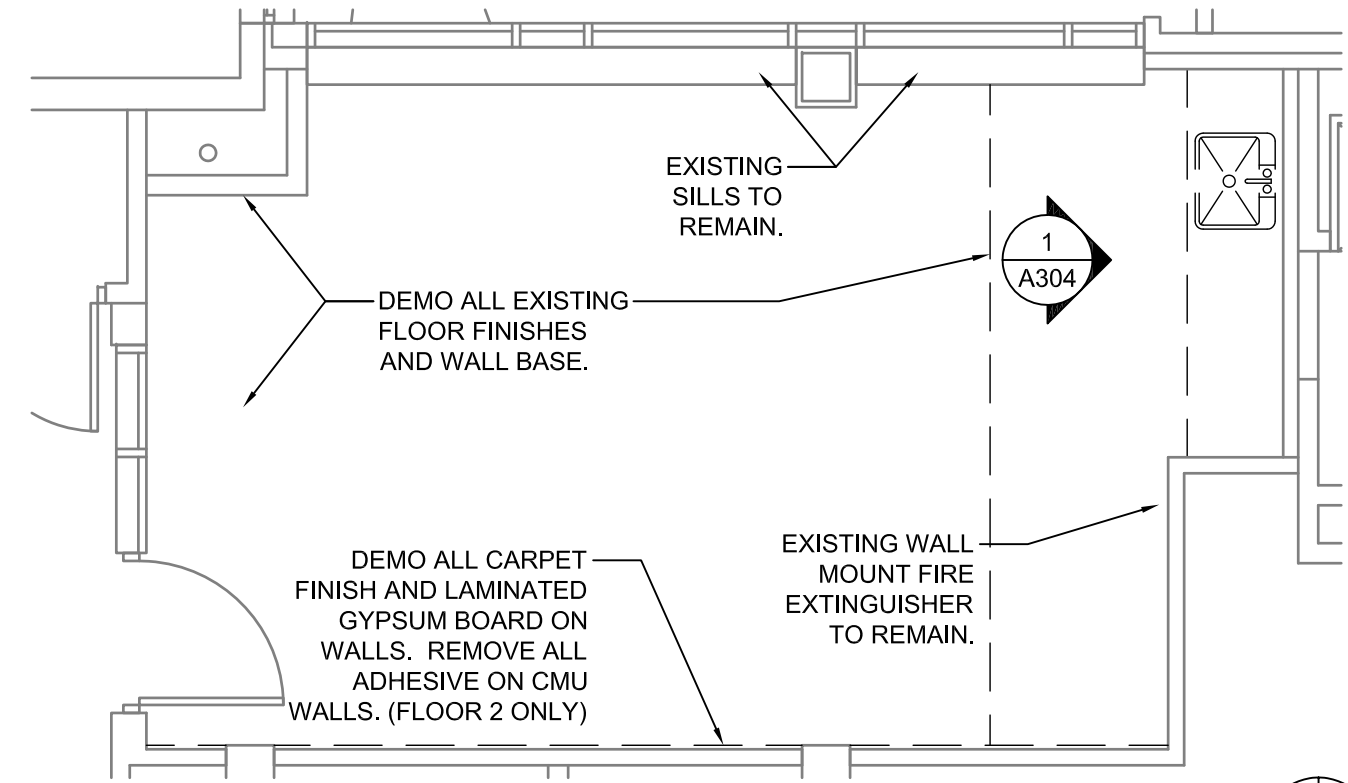 EXISTING
SILLS TO
REMAIN.
1
A304
DEMO ALL EXISTING
FLOOR FINISHES
AND WALL BASE.
DEMO ALL CARPET
FINISH AND LAMINATED
GYPSUM BOARD ON
WALLS. REMOVE ALL
ADHESIVE ON CMU
WALLS. (FLOOR 2 ONLY)
EXISTING WALL
MOUNT FIRE
EXTINGUISHER
TO REMAIN.